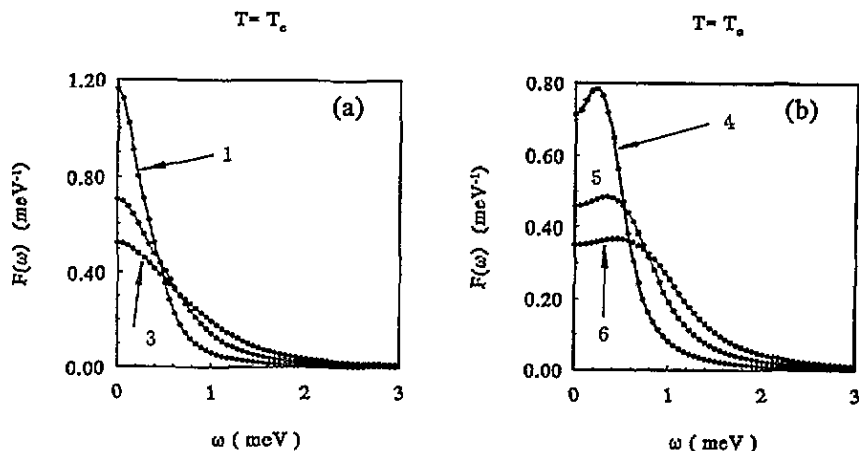 T= T_c
T= T_c
1.20
0.80
0.40
0.00
F(ω) (meV⁻¹)
(a)
1
3
0 1 2 3
ω ( meV )
0.80
0.60
0.40
0.20
0.00
F(ω) (meV⁻¹)
(b)
4
5
6
0 1 2 3
ω ( meV )